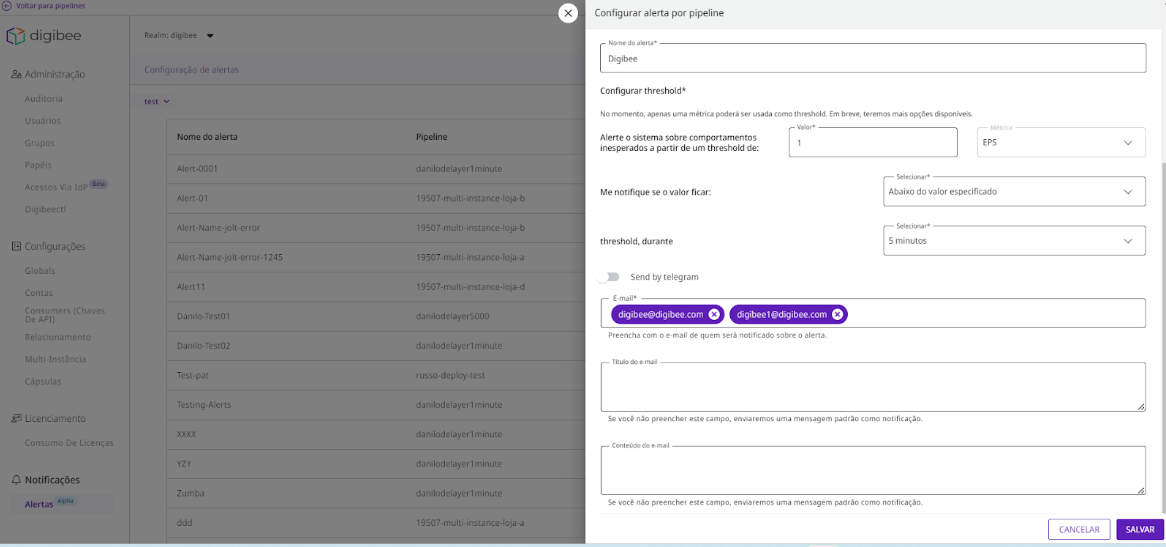 Voltar para pipelines
digibee
Realm: digibee
Administração
Auditoria
Usuários
Grupos
Papéis
Acessos Via IdP Beta
Digibeectl
Configurações
Globals
Contas
Consumers (Chaves
De API)
Relacionamento
Multi-Instância
Cápsulas
Licenciamento
Consumo De Licenças
Notificações
Alertas Alpha
Configuração de alertas
test
Nome do alerta Pipeline
Alert-0001 danilodelayer1minute
Alert-01 19507-multi-instance-loja-b
Alert-Name-jolt-error 19507-multi-instance-loja-b
Alert-Name-jolt-error-1245 19507-multi-instance-loja-a
Alert11 19507-multi-instance-loja-d
Danilo-Test01 danilodelayer5000
Danilo-Test02 danilodelayer1minute
Test-pat russo-deploy-test
Testing-Alerts danilodelayer1minute
XXXX danilodelayer1minute
YZY danilodelayer1minute
Zumba danilodelayer1minute
ddd 19507-multi-instance-loja-a
Configurar alerta por pipeline
Nome do alerta*
Digibee
Configurar threshold*
No momento, apenas uma métrica poderá ser usada como threshold. Em breve, teremos mais opções disponíveis.
Alerte o sistema sobre comportamentos
inesperados a partir de um threshold de:
Valor*
1
Métrica
EPS
Me notifique se o valor ficar:
Selecionar*
Abaixo do valor especificado
threshold, durante
Selecionar*
5 minutos
Send by telegram
E-mail*
digibee@digibee.com digibee1@digibee.com
Preencha com o e-mail de quem será notificado sobre o alerta.
Título do e-mail
Se você não preencher este campo, enviaremos uma mensagem padrão como notificação.
Conteúdo do e-mail
Se você não preencher este campo, enviaremos uma mensagem padrão como notificação.
CANCELAR SALVAR